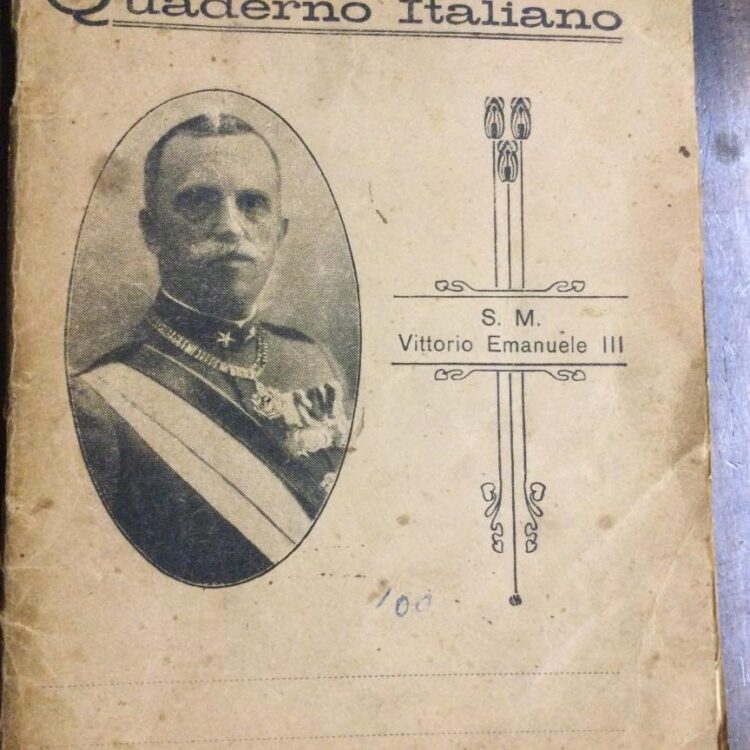 Quaderno Italiano
S. M.
Vittorio Emanuele III
100